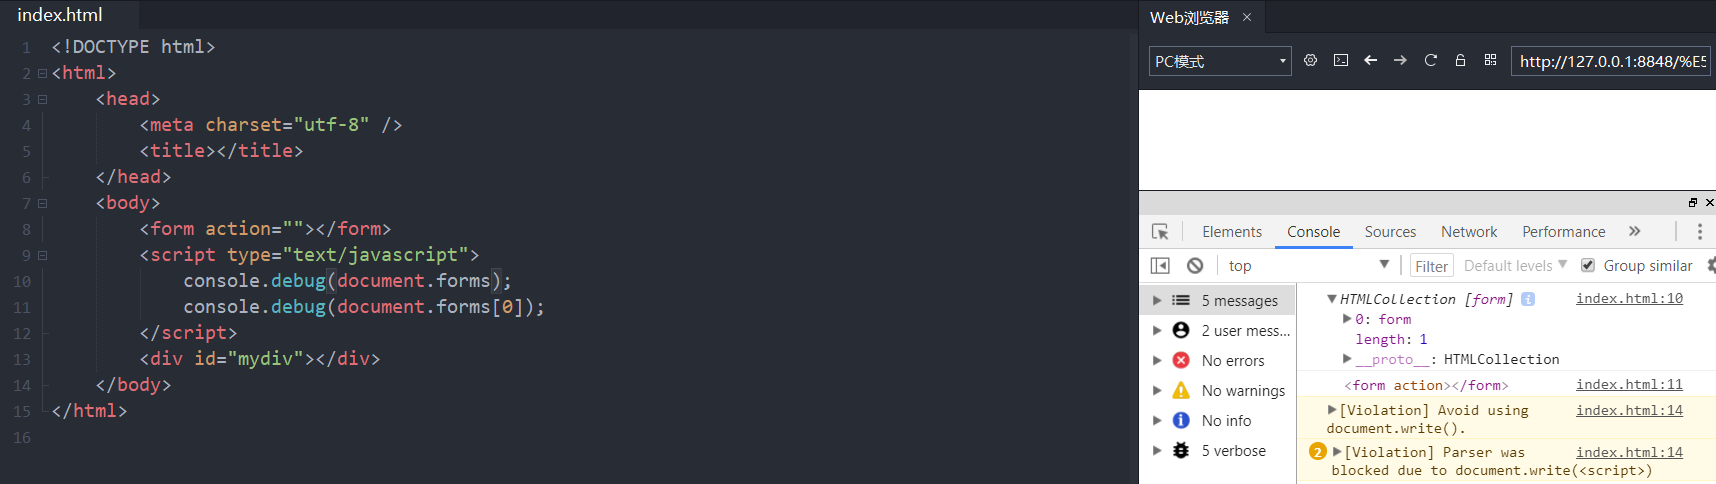 index.html
1 <!DOCTYPE html>
2 <html>
3 <head>
4 <meta charset="utf-8" />
5 <title></title>
6 </head>
7 <body>
8 <form action=""></form>
9 <script type="text/javascript">
10 console.debug(document.forms);
11 console.debug(document.forms[0]);
12 </script>
13 <div id="mydiv"></div>
14 </body>
15 </html>
16
Web浏览器 ×
PC模式 http://127.0.0.1:8848/%E5
Elements Console Sources Network Performance »
top Filter Default levels Group similar
5 messages
2 user mess...
No errors
No warnings
No info
5 verbose
HTMLCollection [form] i index.html:10
0: form
length: 1
__proto__: HTMLCollection
<form action></form> index.html:11
[Violation] Avoid using index.html:14
document.write().
2 [Violation] Parser was index.html:14
blocked due to document.write(<script>)